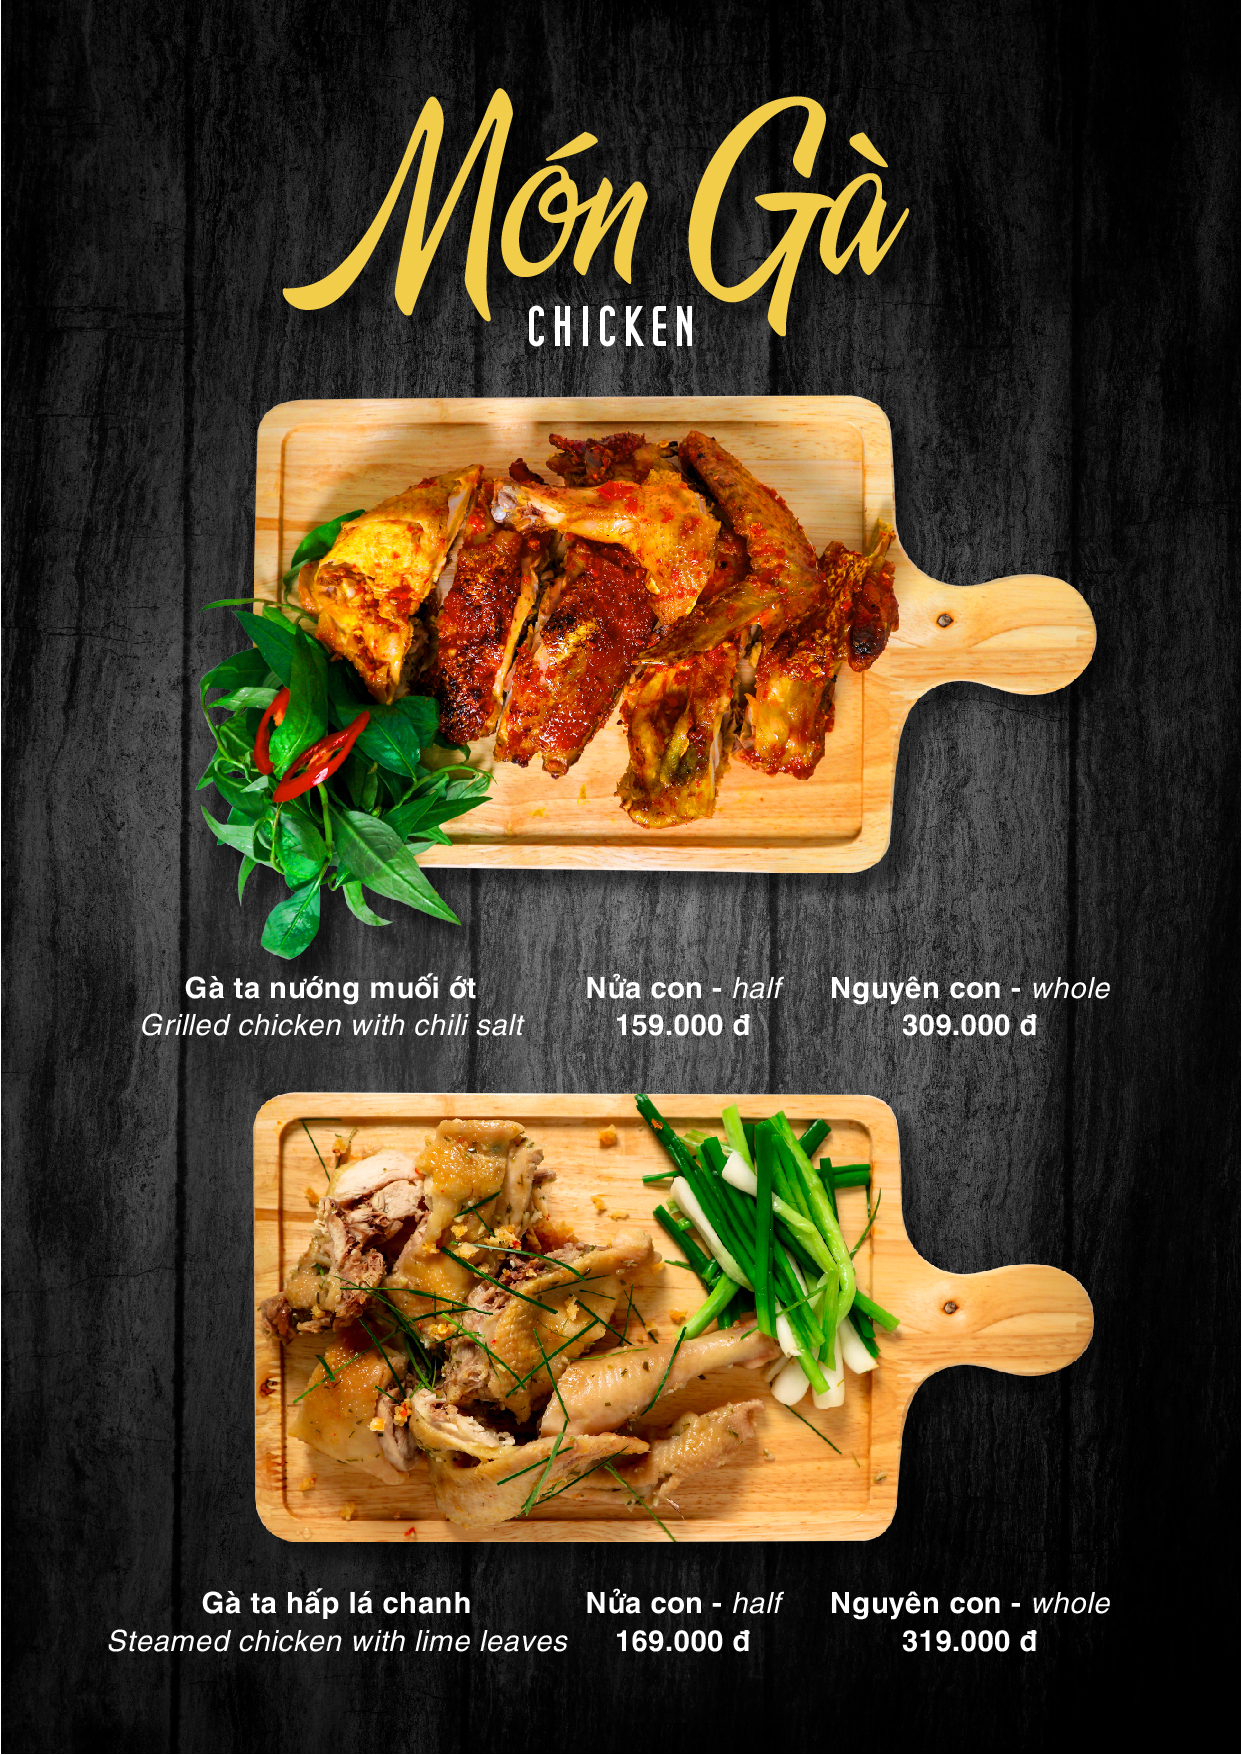 Món Gà
CHICKEN
Gà ta nướng muối ớt
Grilled chicken with chili salt
Nửa con - half
159.000 đ
Nguyên con - whole
309.000 đ
Gà ta hấp lá chanh
Steamed chicken with lime leaves
Nửa con - half
169.000 đ
Nguyên con - whole
319.000 đ